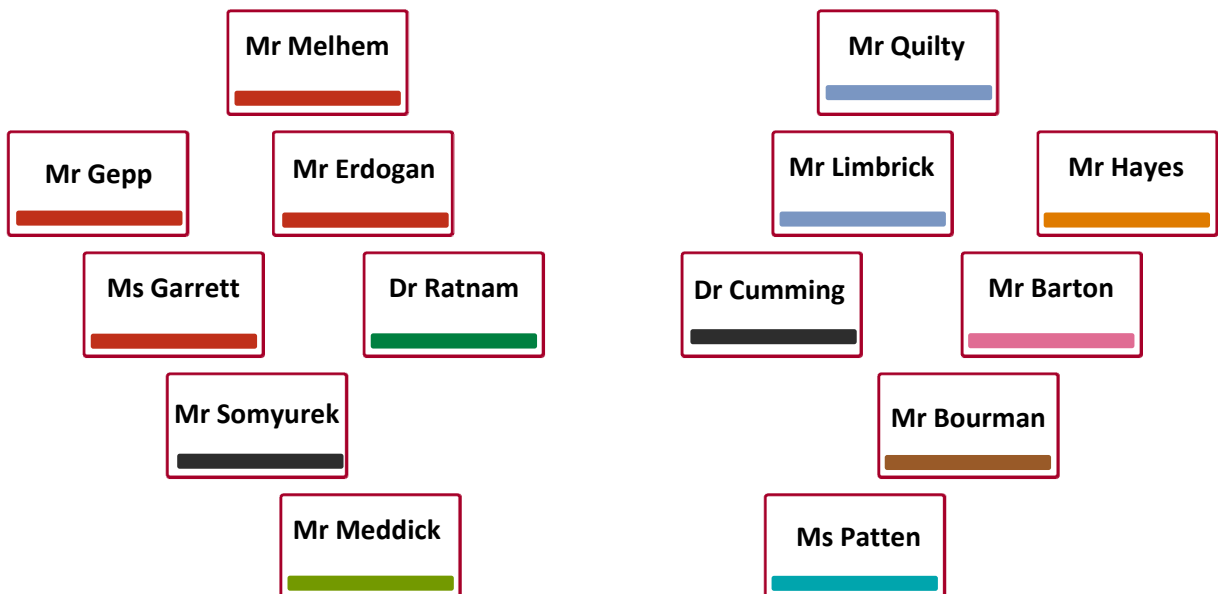 Mr Melhem
Mr Quilty
Mr Gepp
Mr Erdogan
Mr Limbrick
Mr Hayes
Ms Garrett
Dr Ratnam
Dr Cumming
Mr Barton
Mr Somyurek
Mr Bourman
Mr Meddick
Ms Patten